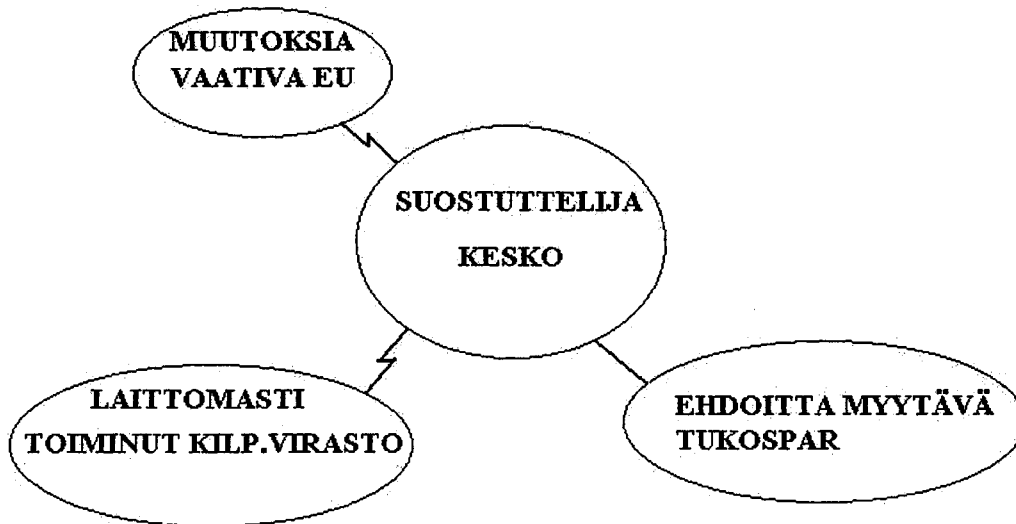 MUUTOKSIA
VAATIVA EU
SUOSTUTTELIJA
KESKO
LAITTOMASTI
TOIMINUT KILP.VIRASTO
EHDOITTA MYYTÄVÄ
TUKOSPAR